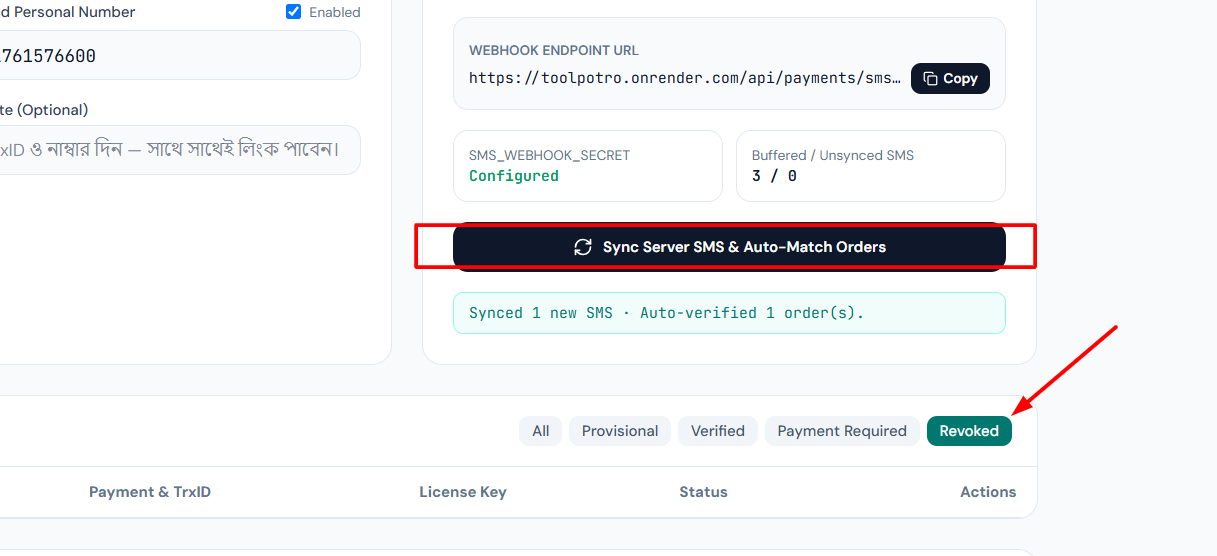 d Personal Number
Enabled
761576600
te (Optional)
xID ও নাম্বার দিন — সাথে সাথেই লিংক পাবেন।
WEBHOOK ENDPOINT URL
https://toolpotro.onrender.com/api/payments/sms…
Copy
SMS_WEBHOOK_SECRET
Configured
Buffered / Unsynced SMS
3 / 0
Sync Server SMS & Auto-Match Orders
Synced 1 new SMS · Auto-verified 1 order(s).
All Provisional Verified Payment Required Revoked
Payment & TrxID License Key Status Actions